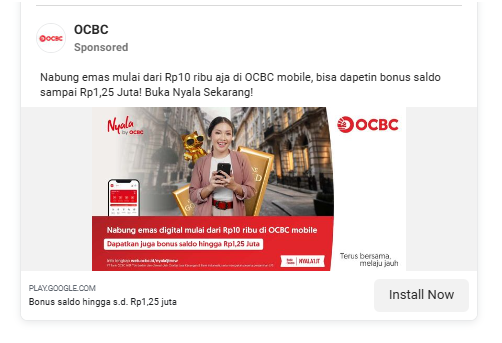 OCBC
OCBC
Sponsored
Nabung emas mulai dari Rp10 ribu aja di OCBC mobile, bisa dapetin bonus saldo
sampai Rp1,25 Juta! Buka Nyala Sekarang!
Nyala
by OCBC
OCBC
Nabung emas digital mulai dari Rp10 ribu di OCBC mobile
Dapatkan juga bonus saldo hingga Rp1,25 Juta
NYALA!IT
Terus bersama,
melaju jauh
PLAY.GOOGLE.COM
Bonus saldo hingga s.d. Rp1,25 juta
Install Now